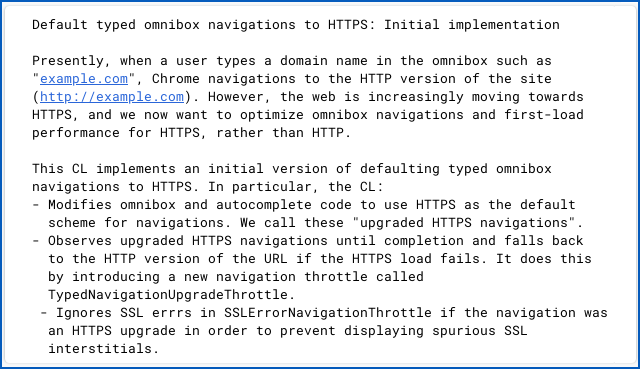 Default typed omnibox navigations to HTTPS: Initial implementation
Presently, when a user types a domain name in the omnibox such as
"example.com", Chrome navigations to the HTTP version of the site
(http://example.com). However, the web is increasingly moving towards
HTTPS, and we now want to optimize omnibox navigations and first-load
performance for HTTPS, rather than HTTP.
This CL implements an initial version of defaulting typed omnibox
navigations to HTTPS. In particular, the CL:
- Modifies omnibox and autocomplete code to use HTTPS as the default
scheme for navigations. We call these "upgraded HTTPS navigations".
- Observes upgraded HTTPS navigations until completion and falls back
to the HTTP version of the URL if the HTTPS load fails. It does this
by introducing a new navigation throttle called
TypedNavigationUpgradeThrottle.
- Ignores SSL errrs in SSLErrorNavigationThrottle if the navigation was
an HTTPS upgrade in order to prevent displaying spurious SSL
interstitials.